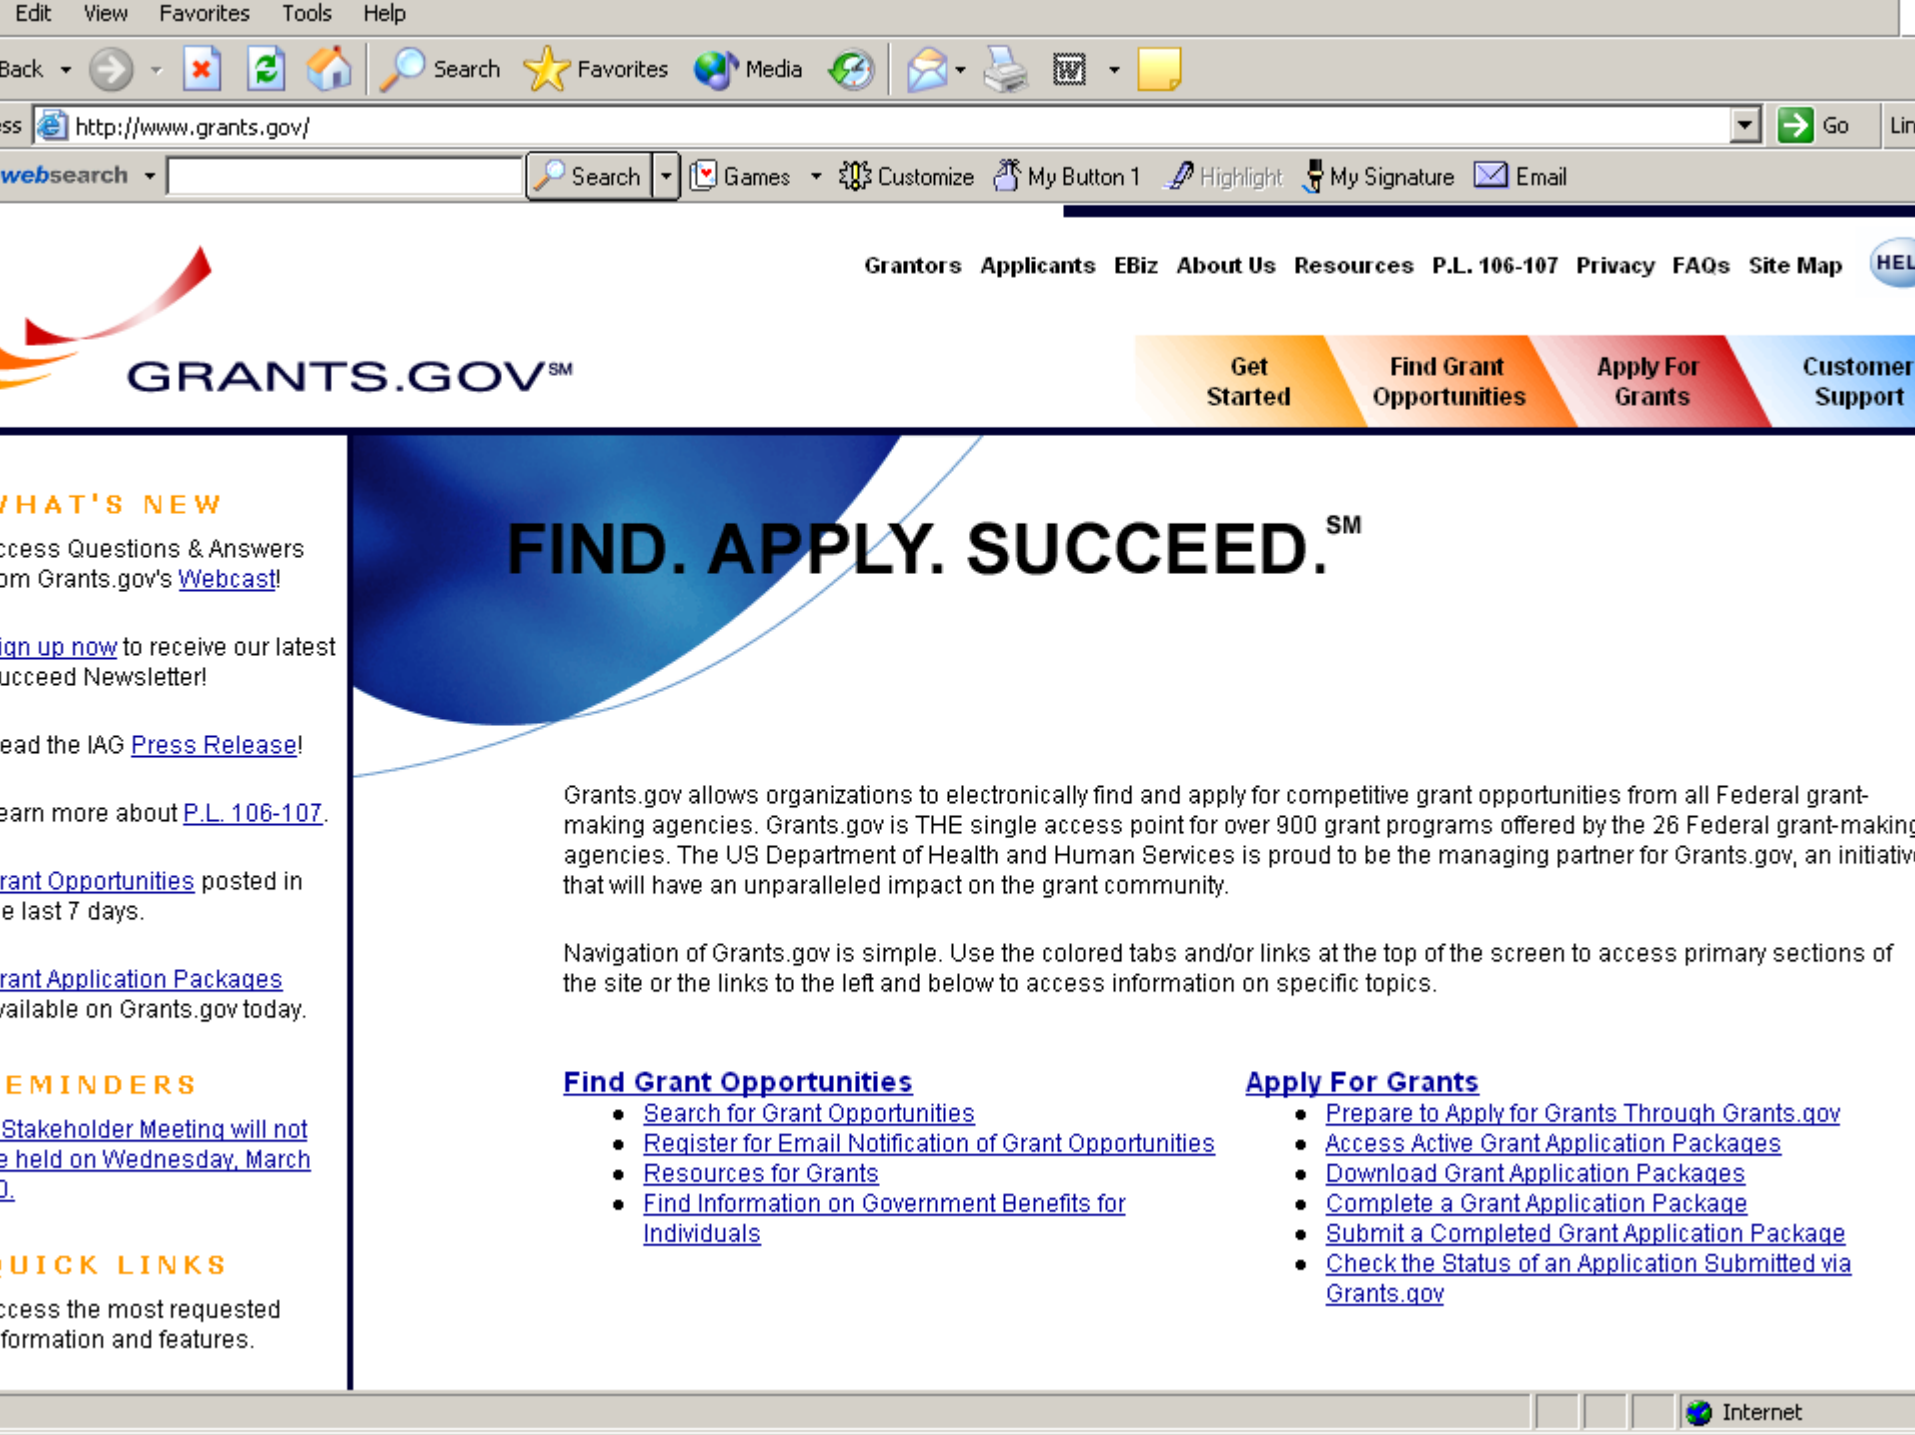 Edit View Favorites Tools Help
Back Search Favorites Media
http://www.grants.gov/ Go
websearch Search Games Customize My Button 1 Highlight My Signature Email
Grantors Applicants EBiz About Us Resources P.L. 106-107 Privacy FAQs Site Map HEL
GRANTS.GOV℠
Get Started
Find Grant Opportunities
Apply For Grants
Customer Support
WHAT'S NEW
ccess Questions & Answers
om Grants.gov's Webcast!
ign up now to receive our latest
ucceed Newsletter!
ead the IAG Press Release!
earn more about P.L. 106-107.
rant Opportunities posted in
e last 7 days.
rant Application Packages
vailable on Grants.gov today.
EMINDERS
Stakeholder Meeting will not
e held on Wednesday, March
0.
QUICK LINKS
ccess the most requested
formation and features.
FIND. APPLY. SUCCEED.℠
Grants.gov allows organizations to electronically find and apply for competitive grant opportunities from all Federal grant-
making agencies. Grants.gov is THE single access point for over 900 grant programs offered by the 26 Federal grant-making
agencies. The US Department of Health and Human Services is proud to be the managing partner for Grants.gov, an initiative
that will have an unparalleled impact on the grant community.
Navigation of Grants.gov is simple. Use the colored tabs and/or links at the top of the screen to access primary sections of
the site or the links to the left and below to access information on specific topics.
Find Grant Opportunities
Search for Grant Opportunities
Register for Email Notification of Grant Opportunities
Resources for Grants
Find Information on Government Benefits for
Individuals
Apply For Grants
Prepare to Apply for Grants Through Grants.gov
Access Active Grant Application Packages
Download Grant Application Packages
Complete a Grant Application Package
Submit a Completed Grant Application Package
Check the Status of an Application Submitted via
Grants.gov
Internet